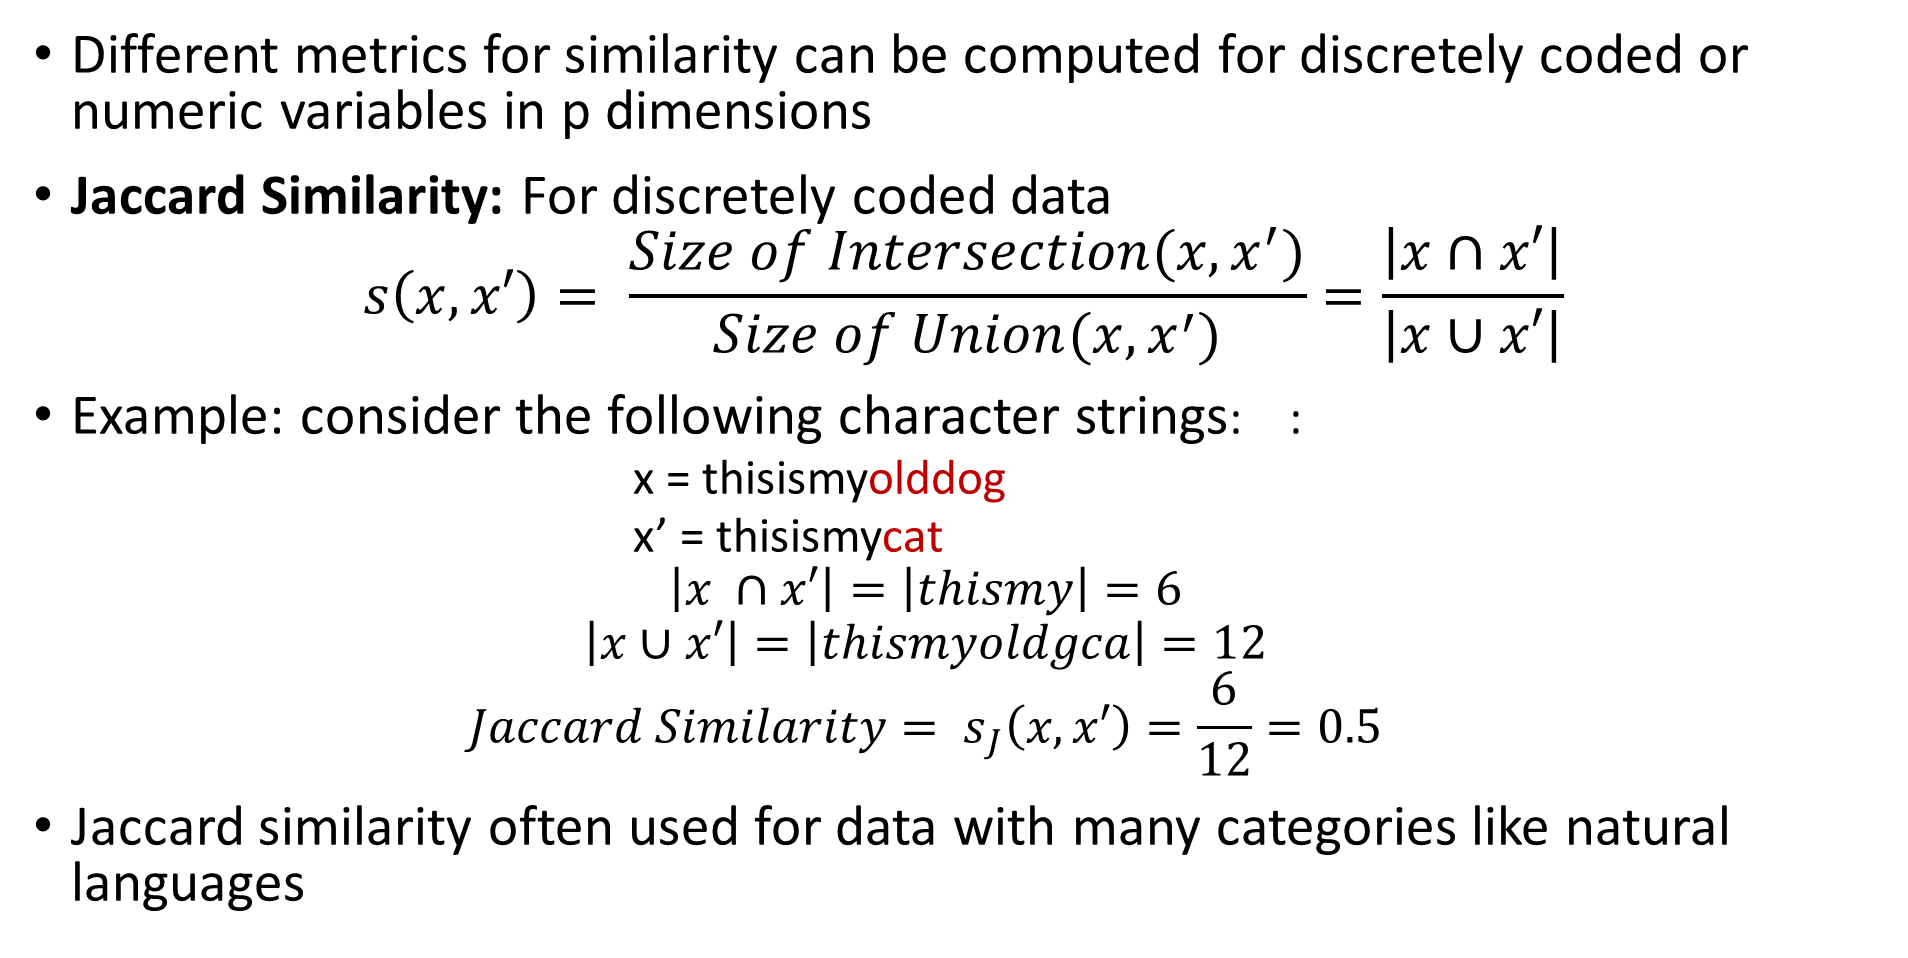 • Different metrics for similarity can be computed for discretely coded or
numeric variables in p dimensions
• Jaccard Similarity: For discretely coded data
s(x, x′) = Size of Intersection(x, x′) / Size of Union(x, x′) = |x ∩ x′| / |x ∪ x′|
• Example: consider the following character strings: :
x = thisismyolddog
x’ = thisismycat
|x ∩ x′| = |thismy| = 6
|x ∪ x′| = |thismyoldgca| = 12
Jaccard Similarity = s_J(x, x′) = 6/12 = 0.5
• Jaccard similarity often used for data with many categories like natural
languages